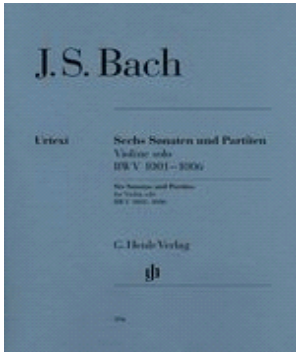 J. S. Bach
Urtext
Sechs Sonaten und Partiten
Violine solo
BWV 1001–1006
Six Sonatas and Partitas
for Violin solo
BWV 1001–1006
G. Henle Verlag